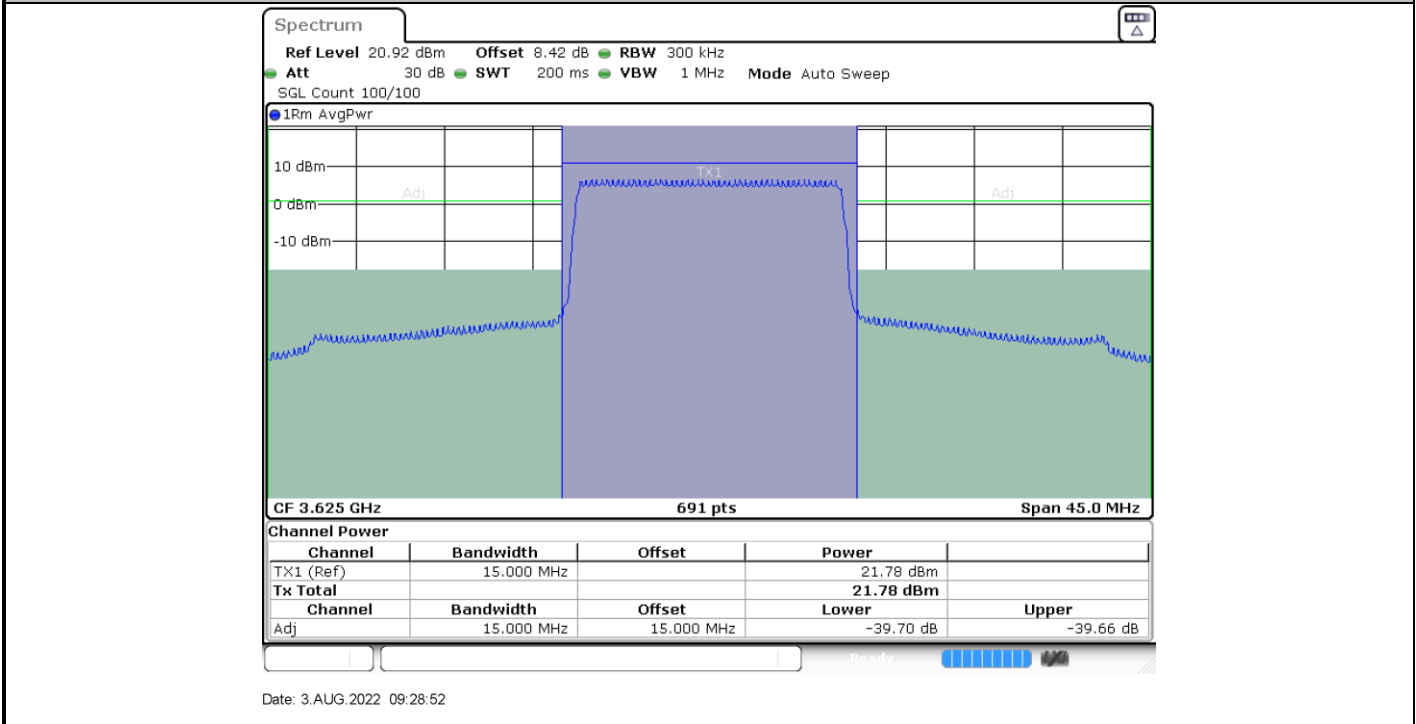 Spectrum
Ref Level 20.92 dBm Offset 8.42 dB RBW 300 kHz
Att 30 dB SWT 200 ms VBW 1 MHz Mode Auto Sweep
SGL Count 100/100
1Rm AvgPwr
10 dBm
TX1
Adj Adj
0 dBm
-10 dBm
CF 3.625 GHz 691 pts Span 45.0 MHz
Channel Power
Channel Bandwidth Offset Power
TX1 (Ref) 15.000 MHz 21.78 dBm
Tx Total 21.78 dBm
Channel Bandwidth Offset Lower Upper
Adj 15.000 MHz 15.000 MHz -39.70 dB -39.66 dB
Ready
Date: 3.AUG.2022 09:28:52